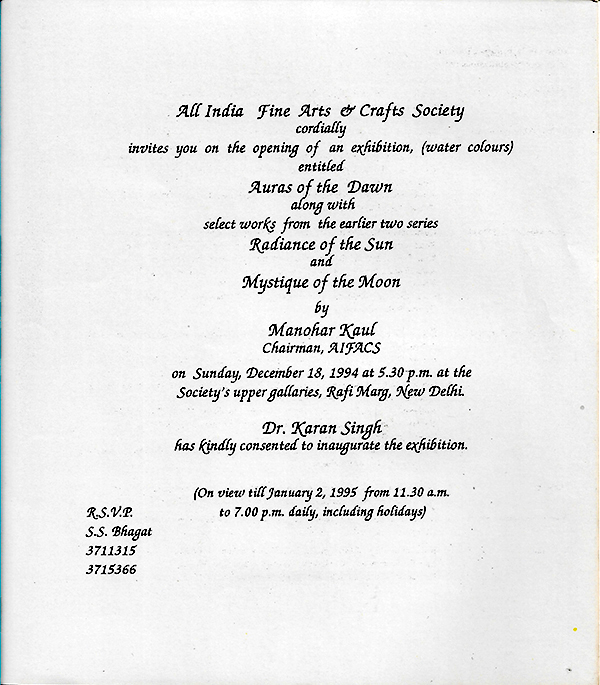 All India Fine Arts & Crafts Society
cordially
invites you on the opening of an exhibition, (water colours)
entitled
Auras of the Dawn
along with
select works from the earlier two series
Radiance of the Sun
and
Mystique of the Moon
by
Manohar Kaul
Chairman, AIFACS
on Sunday, December 18, 1994 at 5.30 p.m. at the
Society's upper gallaries, Rafi Marg, New Delhi.
Dr. Karan Singh
has kindly consented to inaugurate the exhibition.
(On view till January 2, 1995 from 11.30 a.m.
to 7.00 p.m. daily, including holidays)
R.S.V.P.
S.S. Bhagat
3711315
3715366